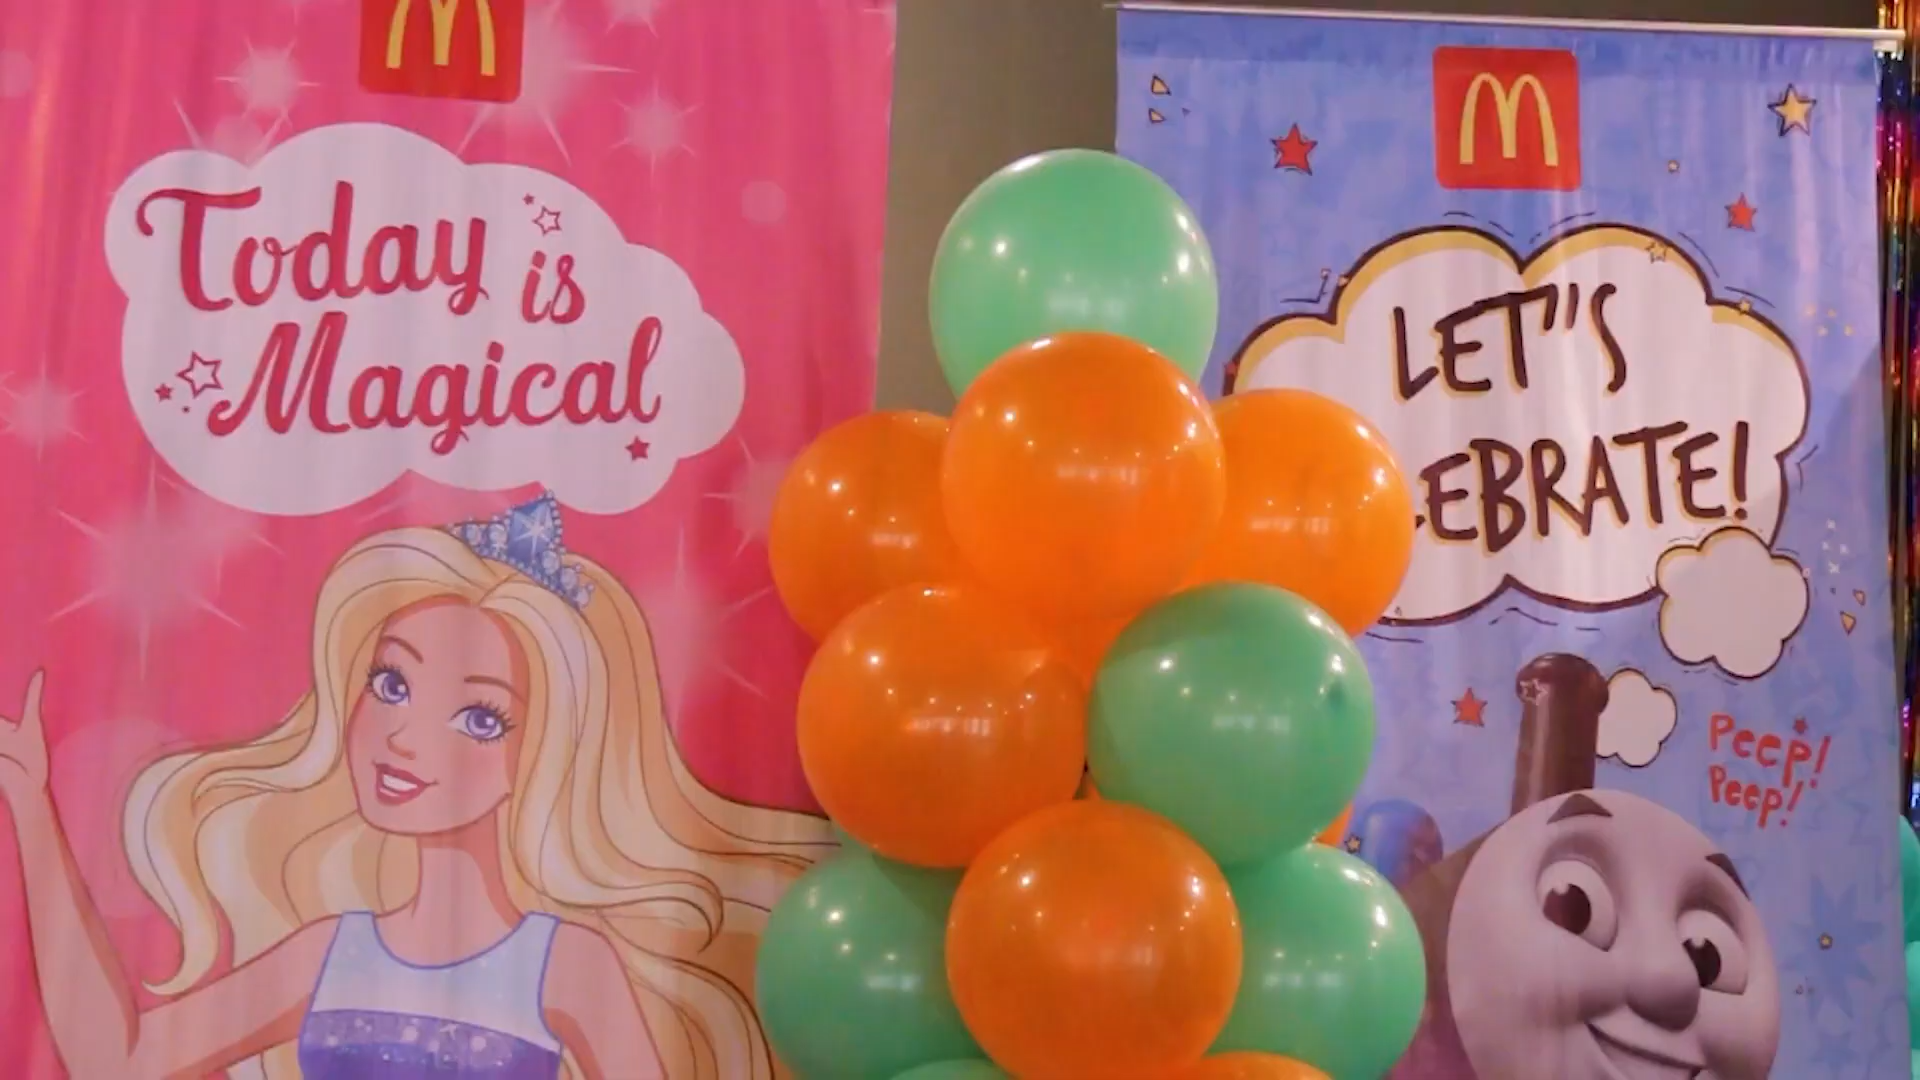 Today is
Magical
LET"S
EBRATE!
Peep!
Peep!